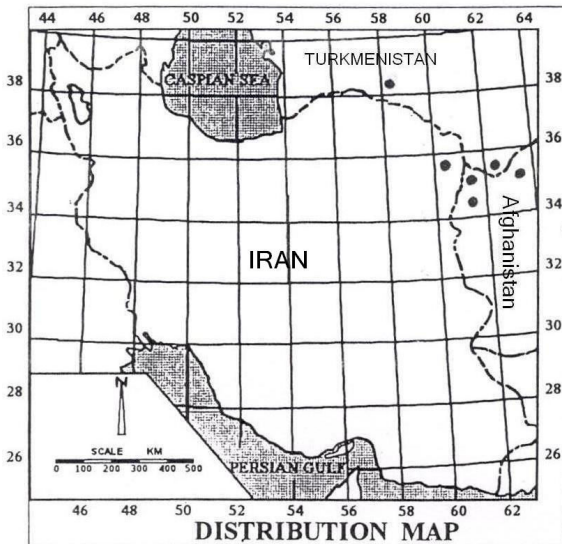 44 46 48 50 52 54 56 58 60 62 64
TURKMENISTAN
CASPIAN SEA
38 38
36 36
34 34
Afghanistan
IRAN
32 32
30 30
28 28
N
SCALE KM
0 100 200 300 400 500
26 26
PERSIAN GULF
46 48 50 52 54 56 58 60 62
DISTRIBUTION MAP